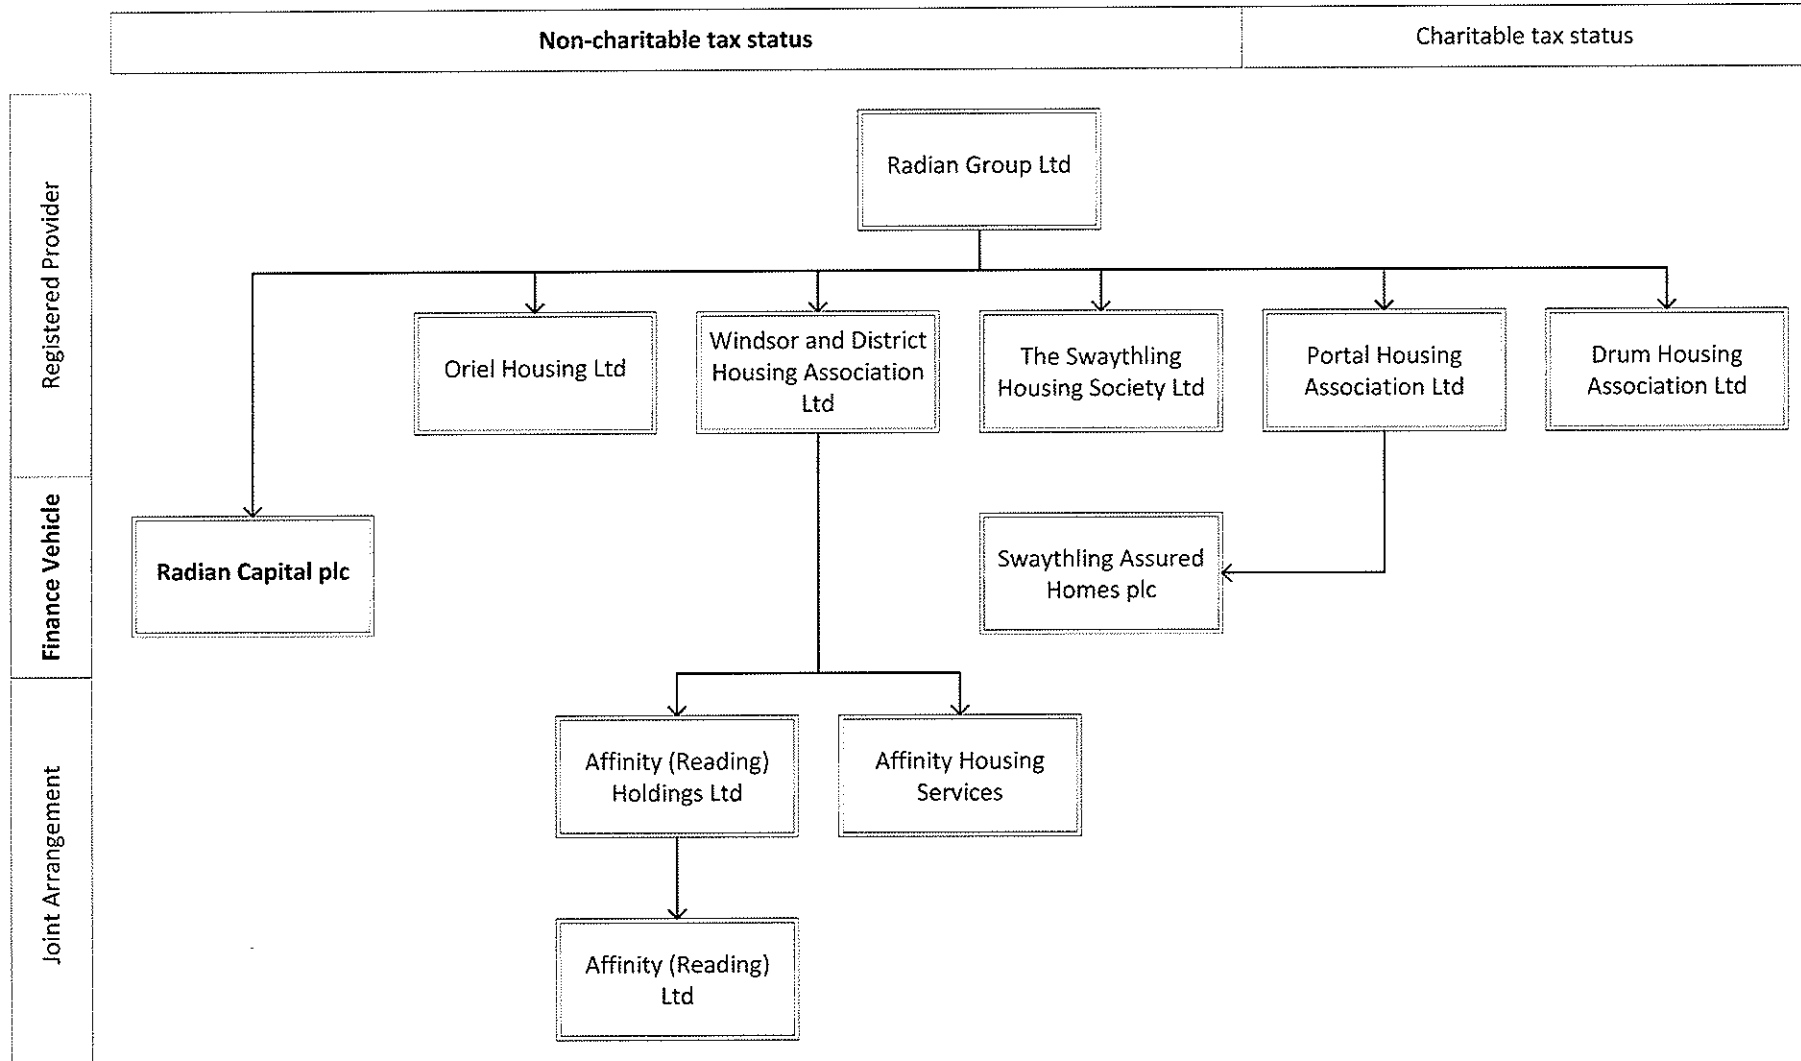 Non-charitable tax status
Charitable tax status
Registered Provider
Radian Group Ltd
Oriel Housing Ltd
Windsor and District
Housing Association
Ltd
The Swaythling
Housing Society Ltd
Portal Housing
Association Ltd
Drum Housing
Association Ltd
Finance Vehicle
Radian Capital plc
Swaythling Assured
Homes plc
Joint Arrangement
Affinity (Reading)
Holdings Ltd
Affinity Housing
Services
Affinity (Reading)
Ltd